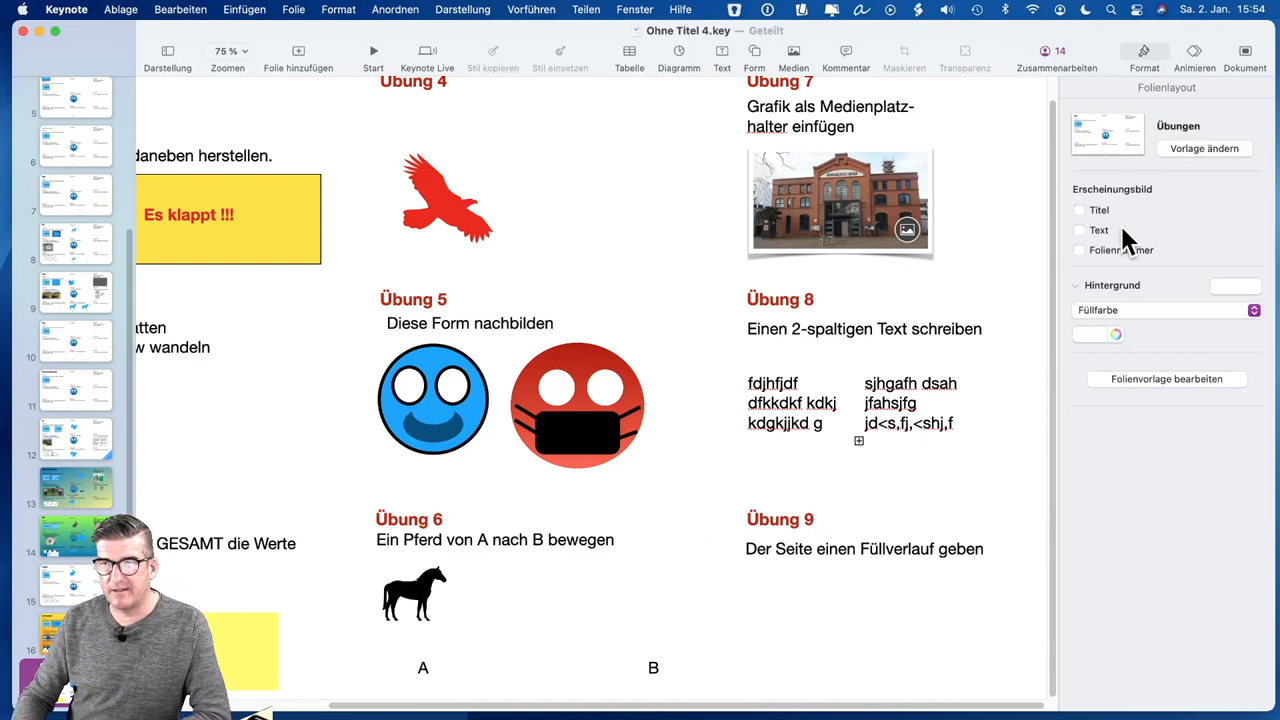 Keynote Ablage Bearbeiten Einfügen Folie Format Anordnen Darstellung Vorführen Teilen Fenster Hilfe Sa. 2. Jan. 15:54
Ohne Titel 4.key — Geteilt
75 %
14
Darstellung Zoomen Folie hinzufügen Start Keynote Live Stil kopieren Stil einsetzen Tabelle Diagramm Text Form Medien Kommentar Maskieren Transparenz Zusammenarbeiten Format Animieren Dokument
5
6
7
8
9
10
11
12
13
14
15
16
daneben herstellen.
Es klappt !!!
atten
w wandeln
GESAMT die Werte
Übung 4
Übung 5
Diese Form nachbilden
Übung 6
Ein Pferd von A nach B bewegen
A
B
Übung 7
Grafik als Medienplatz-
halter einfügen
Übung 8
Einen 2-spaltigen Text schreiben
fdjhfjdf
dfkkdkf kdkj
kdgkjjkd g
sjhgafh dsah
jfahsjfg
jd<s,fj,<shj,f
Übung 9
Der Seite einen Füllverlauf geben
Folienlayout
Übungen
Vorlage ändern
Erscheinungsbild
Titel
Text
Hintergrund
Füllfarbe
Folienvorlage bearbeiten